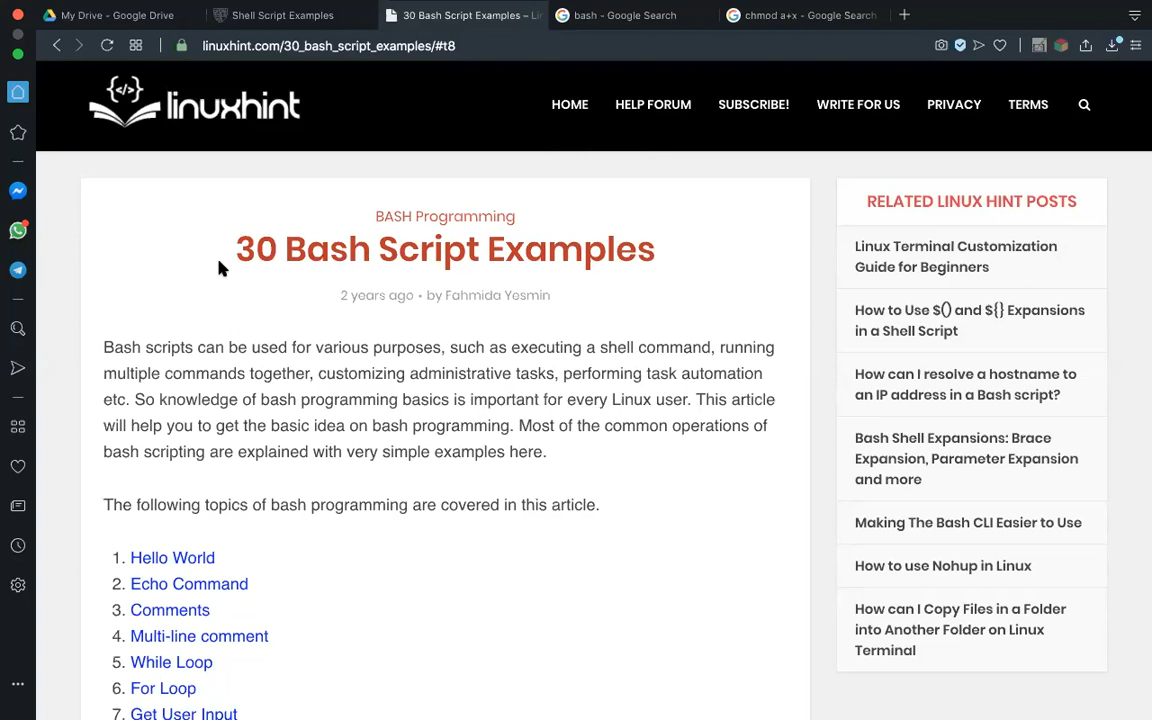 My Drive - Google Drive
Shell Script Examples
30 Bash Script Examples – Lin
bash - Google Search
chmod a+x - Google Search
linuxhint.com/30_bash_script_examples/#t8
linuxhint
HOME HELP FORUM SUBSCRIBE! WRITE FOR US PRIVACY TERMS
BASH Programming
30 Bash Script Examples
2 years ago • by Fahmida Yesmin
Bash scripts can be used for various purposes, such as executing a shell command, running
multiple commands together, customizing administrative tasks, performing task automation
etc. So knowledge of bash programming basics is important for every Linux user. This article
will help you to get the basic idea on bash programming. Most of the common operations of
bash scripting are explained with very simple examples here.
The following topics of bash programming are covered in this article.
1. Hello World
2. Echo Command
3. Comments
4. Multi-line comment
5. While Loop
6. For Loop
7. Get User Input
RELATED LINUX HINT POSTS
Linux Terminal Customization
Guide for Beginners
How to Use $() and ${} Expansions
in a Shell Script
How can I resolve a hostname to
an IP address in a Bash script?
Bash Shell Expansions: Brace
Expansion, Parameter Expansion
and more
Making The Bash CLI Easier to Use
How to use Nohup in Linux
How can I Copy Files in a Folder
into Another Folder on Linux
Terminal